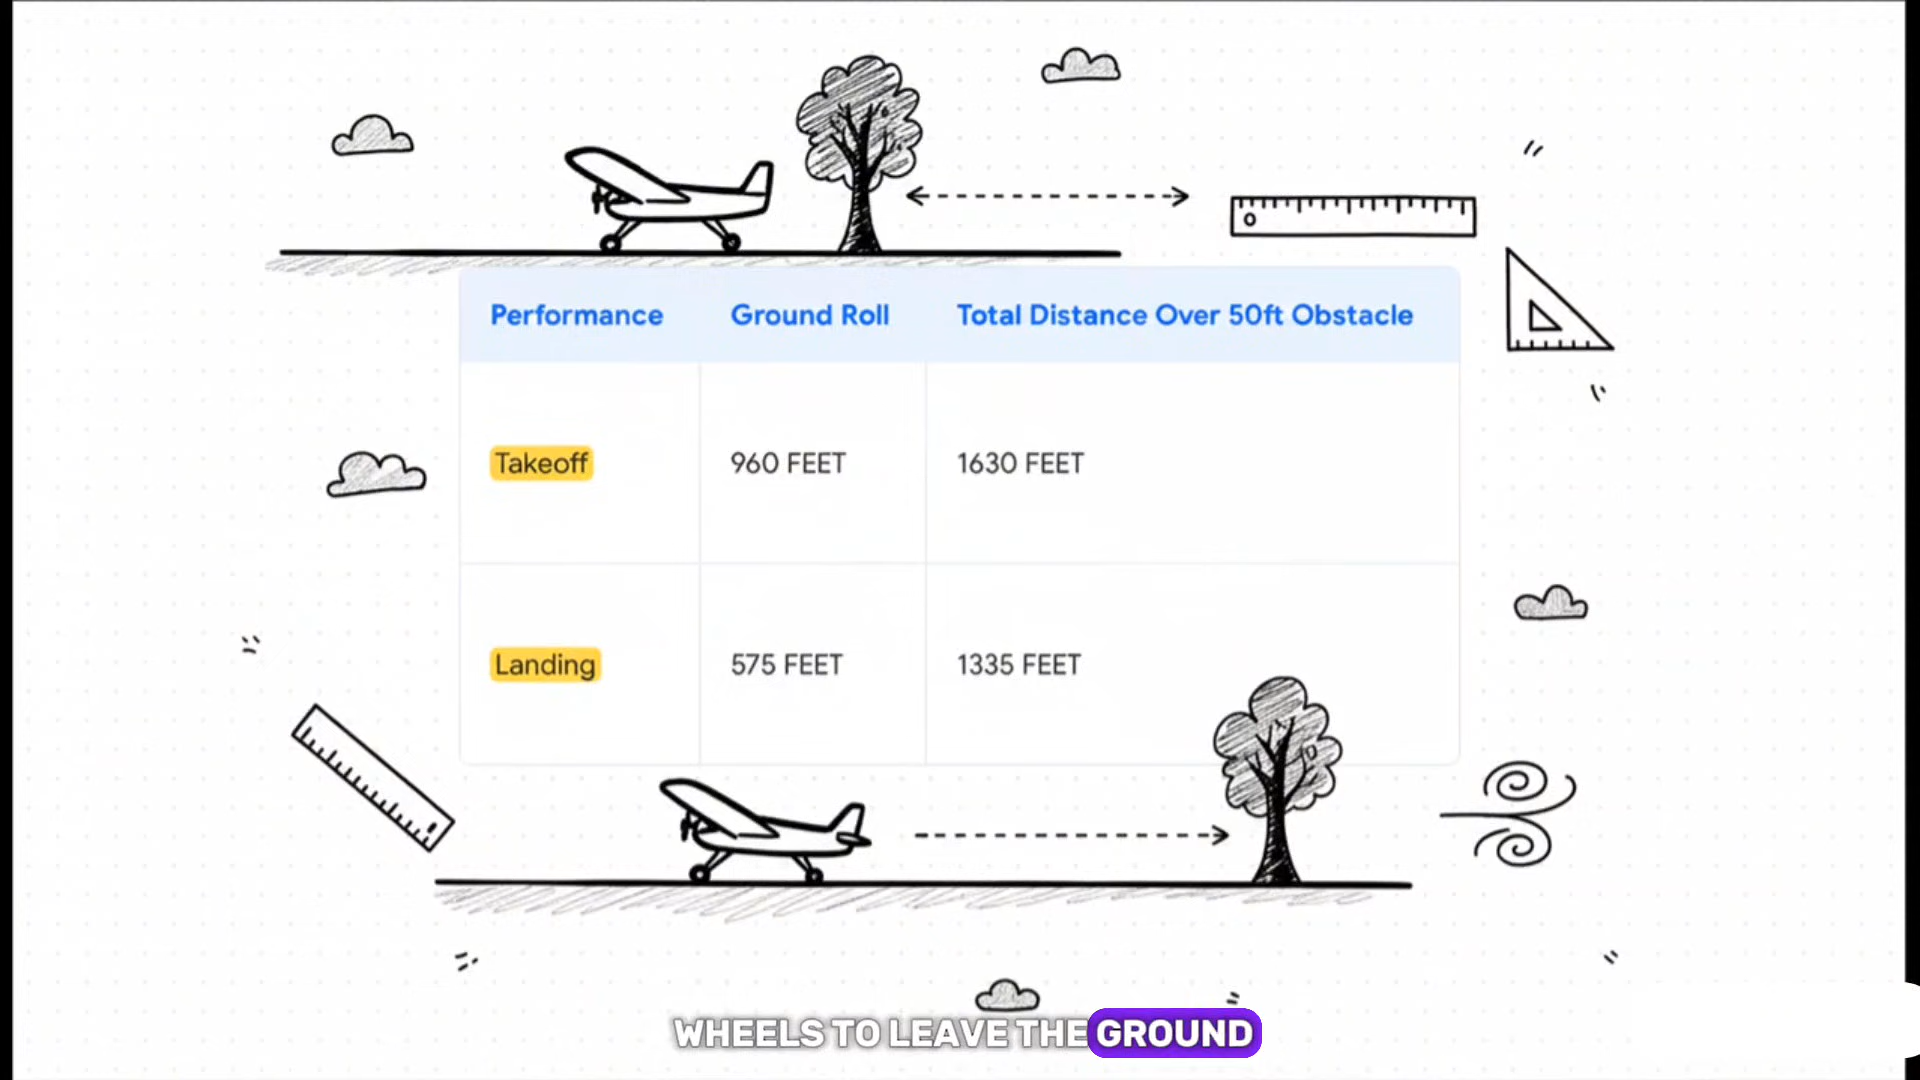 Performance Ground Roll Total Distance Over 50ft Obstacle
Takeoff 960 FEET 1630 FEET
Landing 575 FEET 1335 FEET
WHEELS TO LEAVE THE GROUND